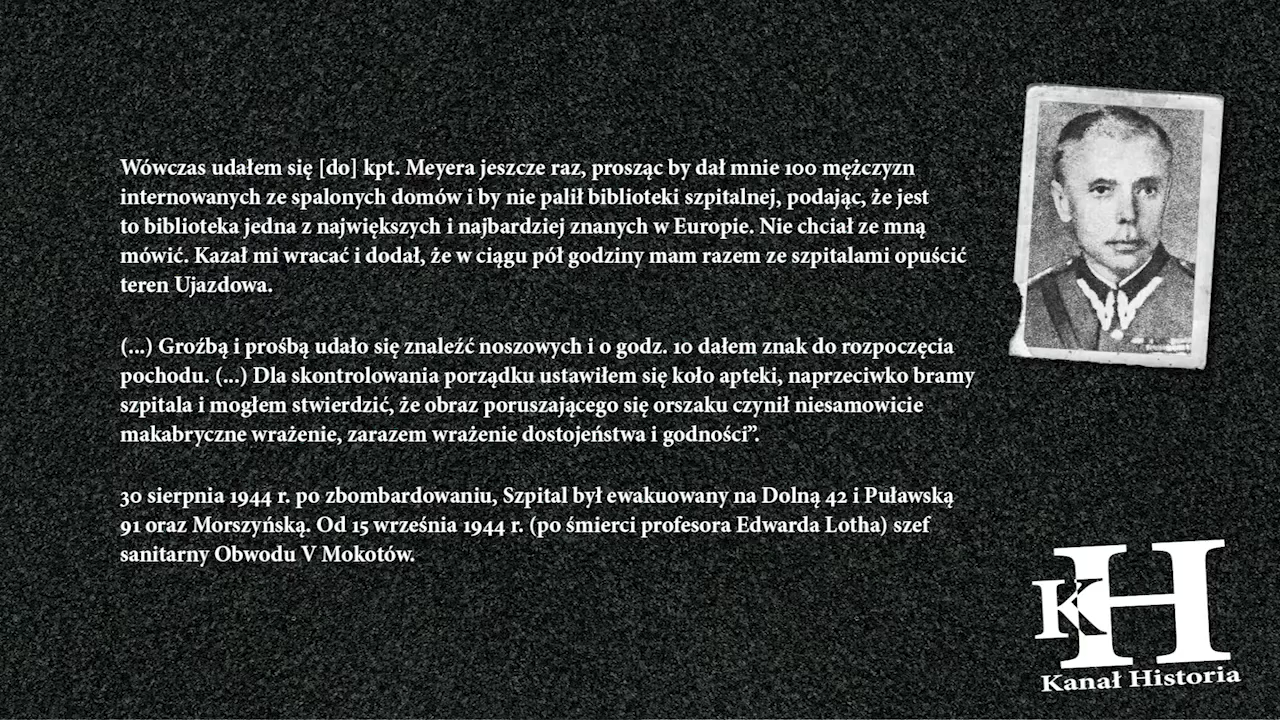 Wówczas udałem się [do] kpt. Meyera jeszcze raz, prosząc by dał mnie 100 mężczyzn
internowanych ze spalonych domów i by nie palił biblioteki szpitalnej, podając, że jest
to biblioteka jedna z największych i najbardziej znanych w Europie. Nie chciał ze mną
mówić. Kazał mi wracać i dodał, że w ciągu pół godziny mam razem ze szpitalami opuścić
teren Ujazdowa.
(...) Groźbą i prośbą udało się znaleźć noszowych i o godz. 10 dałem znak do rozpoczęcia
pochodu. (...) Dla skontrolowania porządku ustawiłem się koło apteki, naprzeciwko bramy
szpitala i mogłem stwierdzić, że obraz poruszającego się orszaku czynił niesamowicie
makabryczne wrażenie, zarazem wrażenie dostojeństwa i godności”.
30 sierpnia 1944 r. po zbombardowaniu, Szpital był ewakuowany na Dolną 42 i Puławską
91 oraz Morszyńską. Od 15 września 1944 r. (po śmierci profesora Edwarda Lotha) szef
sanitarny Obwodu V Mokotów.
KH
Kanał Historia